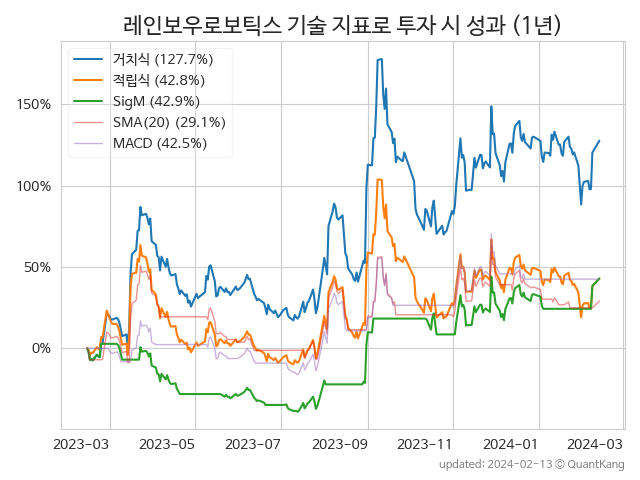 레인보우로보틱스 기술 지표로 투자 시 성과 (1년)
거치식 (127.7%)
적립식 (42.8%)
SigM (42.9%)
SMA(20) (29.1%)
MACD (42.5%)
150%
100%
50%
0%
2023-03 2023-05 2023-07 2023-09 2023-11 2024-01 2024-03
updated: 2024-02-13 © QuantKang